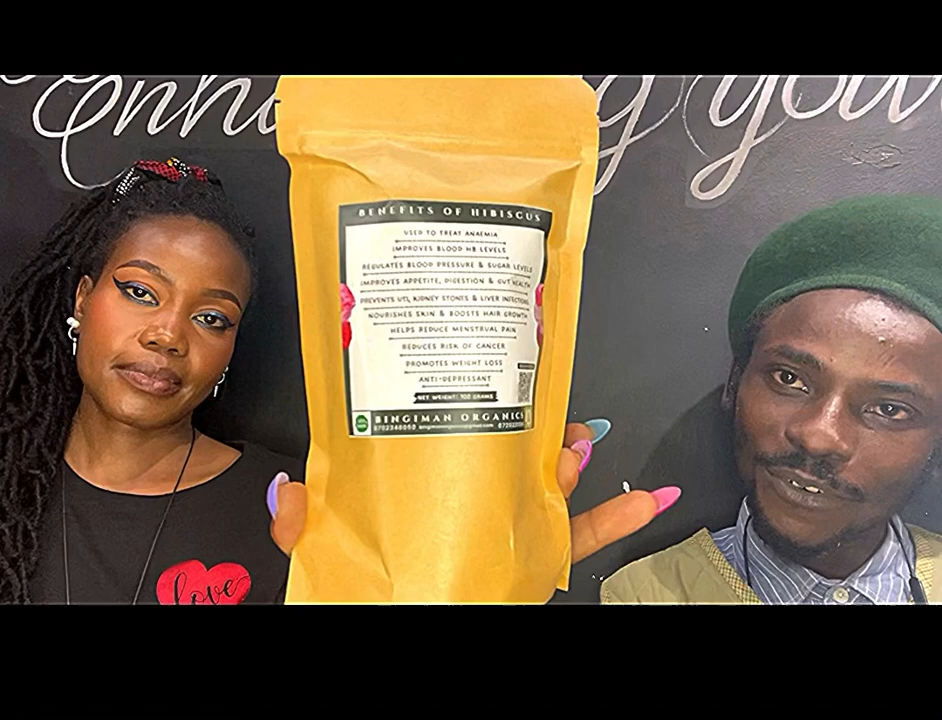 Enha g your
BENEFITS OF HIBISCUS
USED TO TREAT ANAEMIA
IMPROVES BLOOD HB LEVELS
REGULATES BLOOD PRESSURE & SUGAR LEVELS
IMPROVES APPETITE, DIGESTION & GUT HEALTH
PREVENTS UTI, KIDNEY STONES & LIVER INFECTIONS
NOURISHES SKIN & BOOSTS HAIR GROWTH
HELPS REDUCE MENSTRUAL PAIN
REDUCES RISK OF CANCER
PROMOTES WEIGHT LOSS
ANTI-DEPRESSANT
NET WEIGHT: 100 GRAMS
BINGIMAN ORGANICS
love